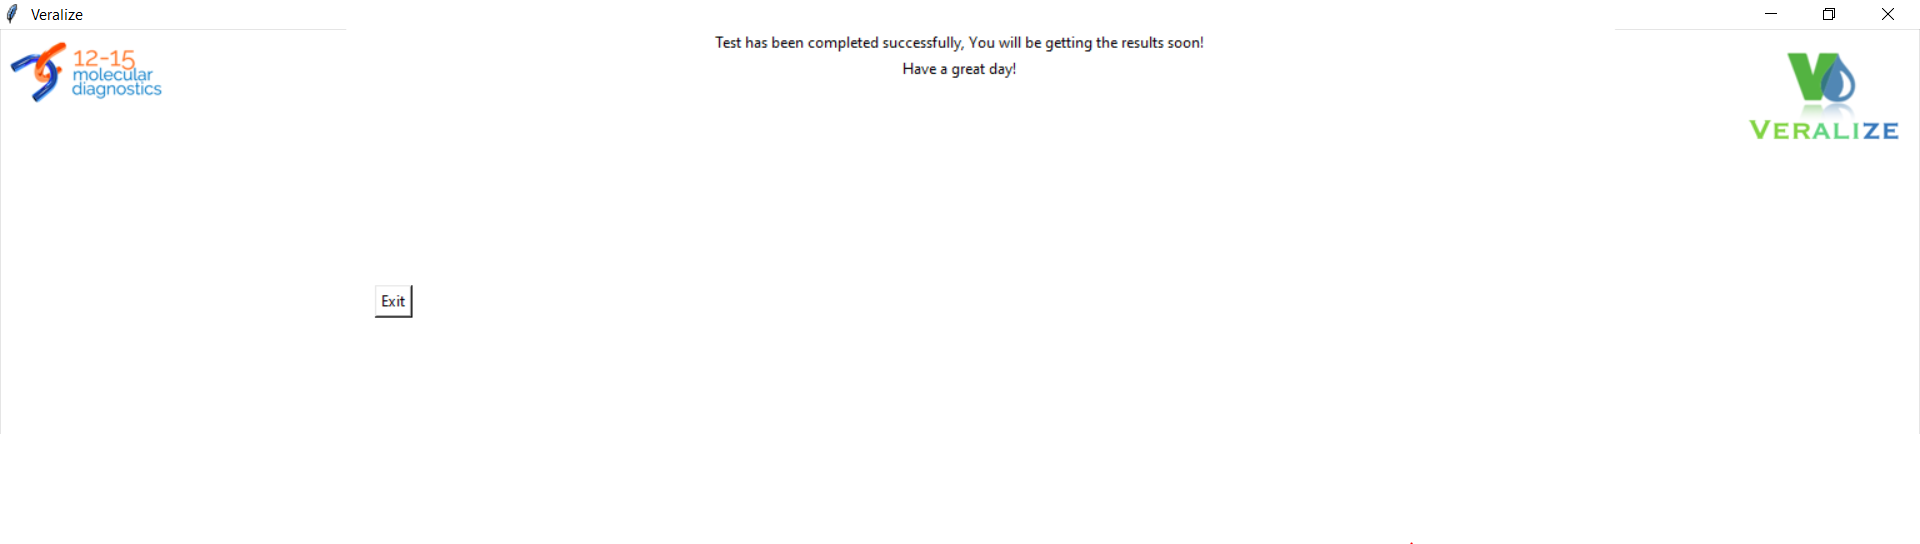 Veralize
12-15
molecular
diagnostics
Test has been completed successfully, You will be getting the results soon!
Have a great day!
VERALIZE
Exit